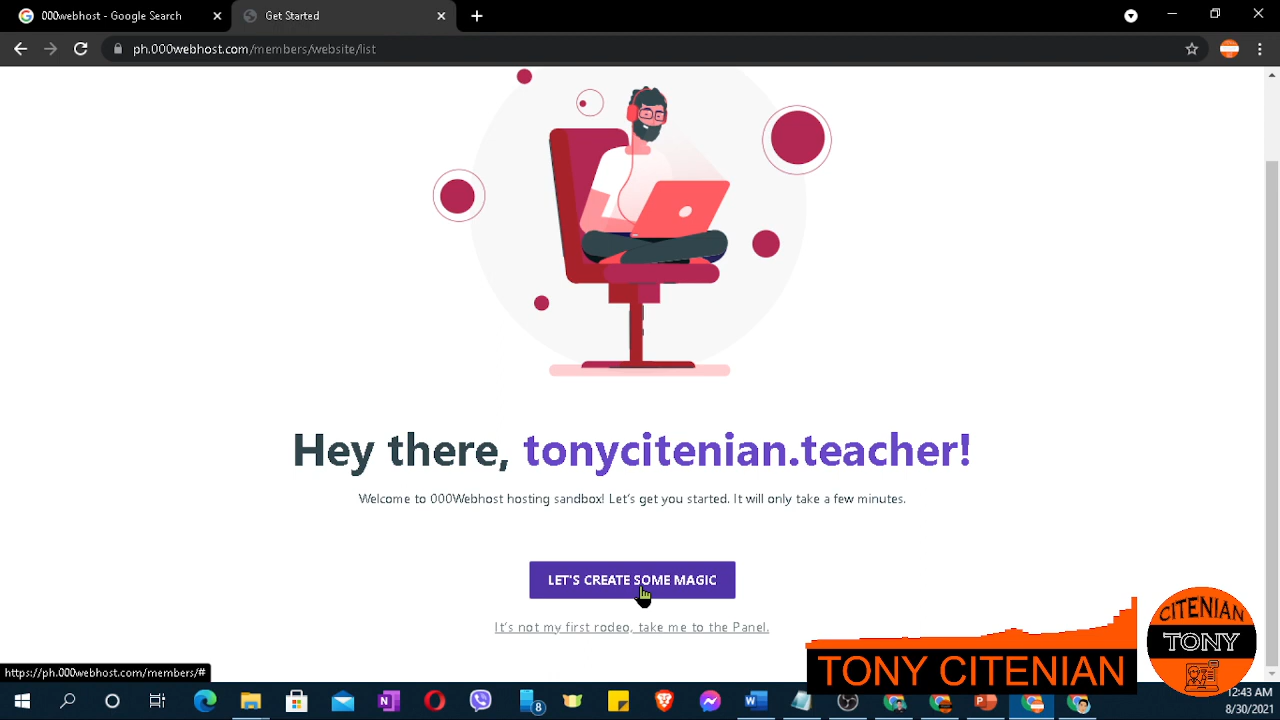 000webhost - Google Search
Get Started
ph.000webhost.com/members/website/list
Hey there, tonycitenian.teacher!
Welcome to 000Webhost hosting sandbox! Let's get you started. It will only take a few minutes.
LET'S CREATE SOME MAGIC
It's not my first rodeo, take me to the Panel.
https://ph.000webhost.com/members/#
TONY CITENIAN
CITENIAN
TONY
8
12:43 AM
8/30/2021